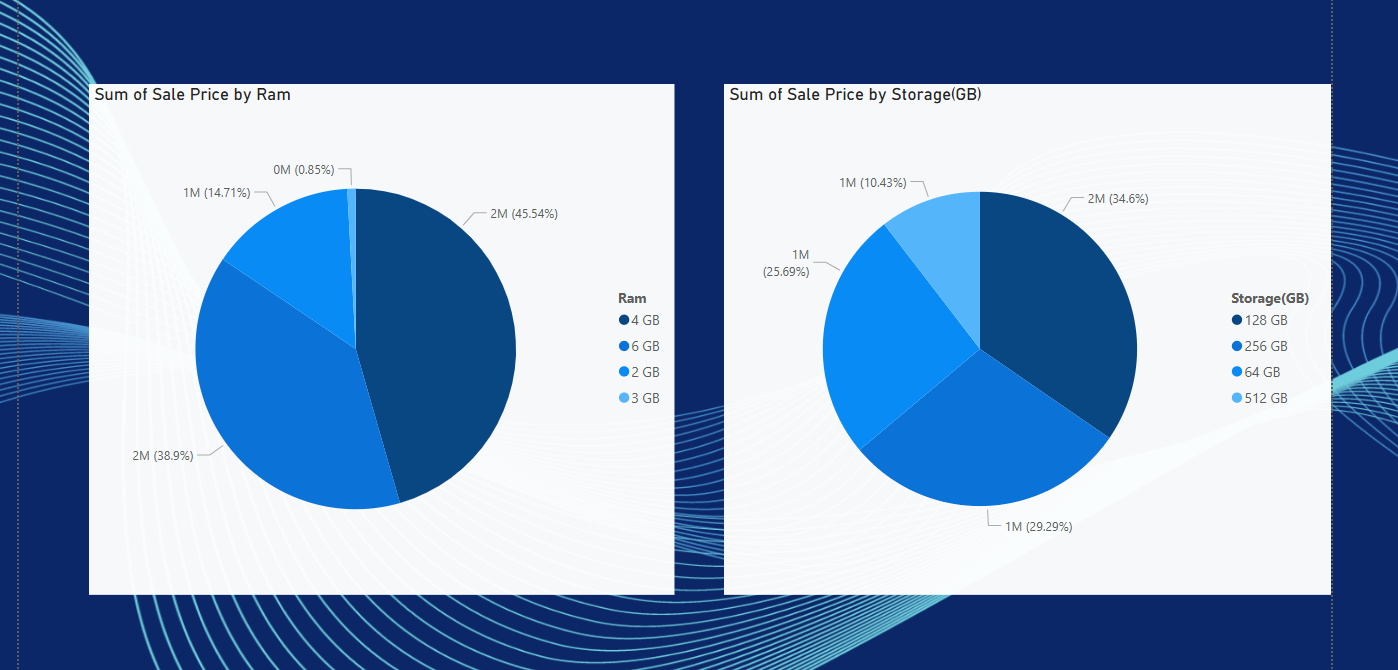 Sum of Sale Price by Ram
0M (0.85%)
1M (14.71%)
2M (45.54%)
2M (38.9%)
Ram
4 GB
6 GB
2 GB
3 GB
Sum of Sale Price by Storage(GB)
1M (10.43%)
2M (34.6%)
1M
(25.69%)
1M (29.29%)
Storage(GB)
128 GB
256 GB
64 GB
512 GB